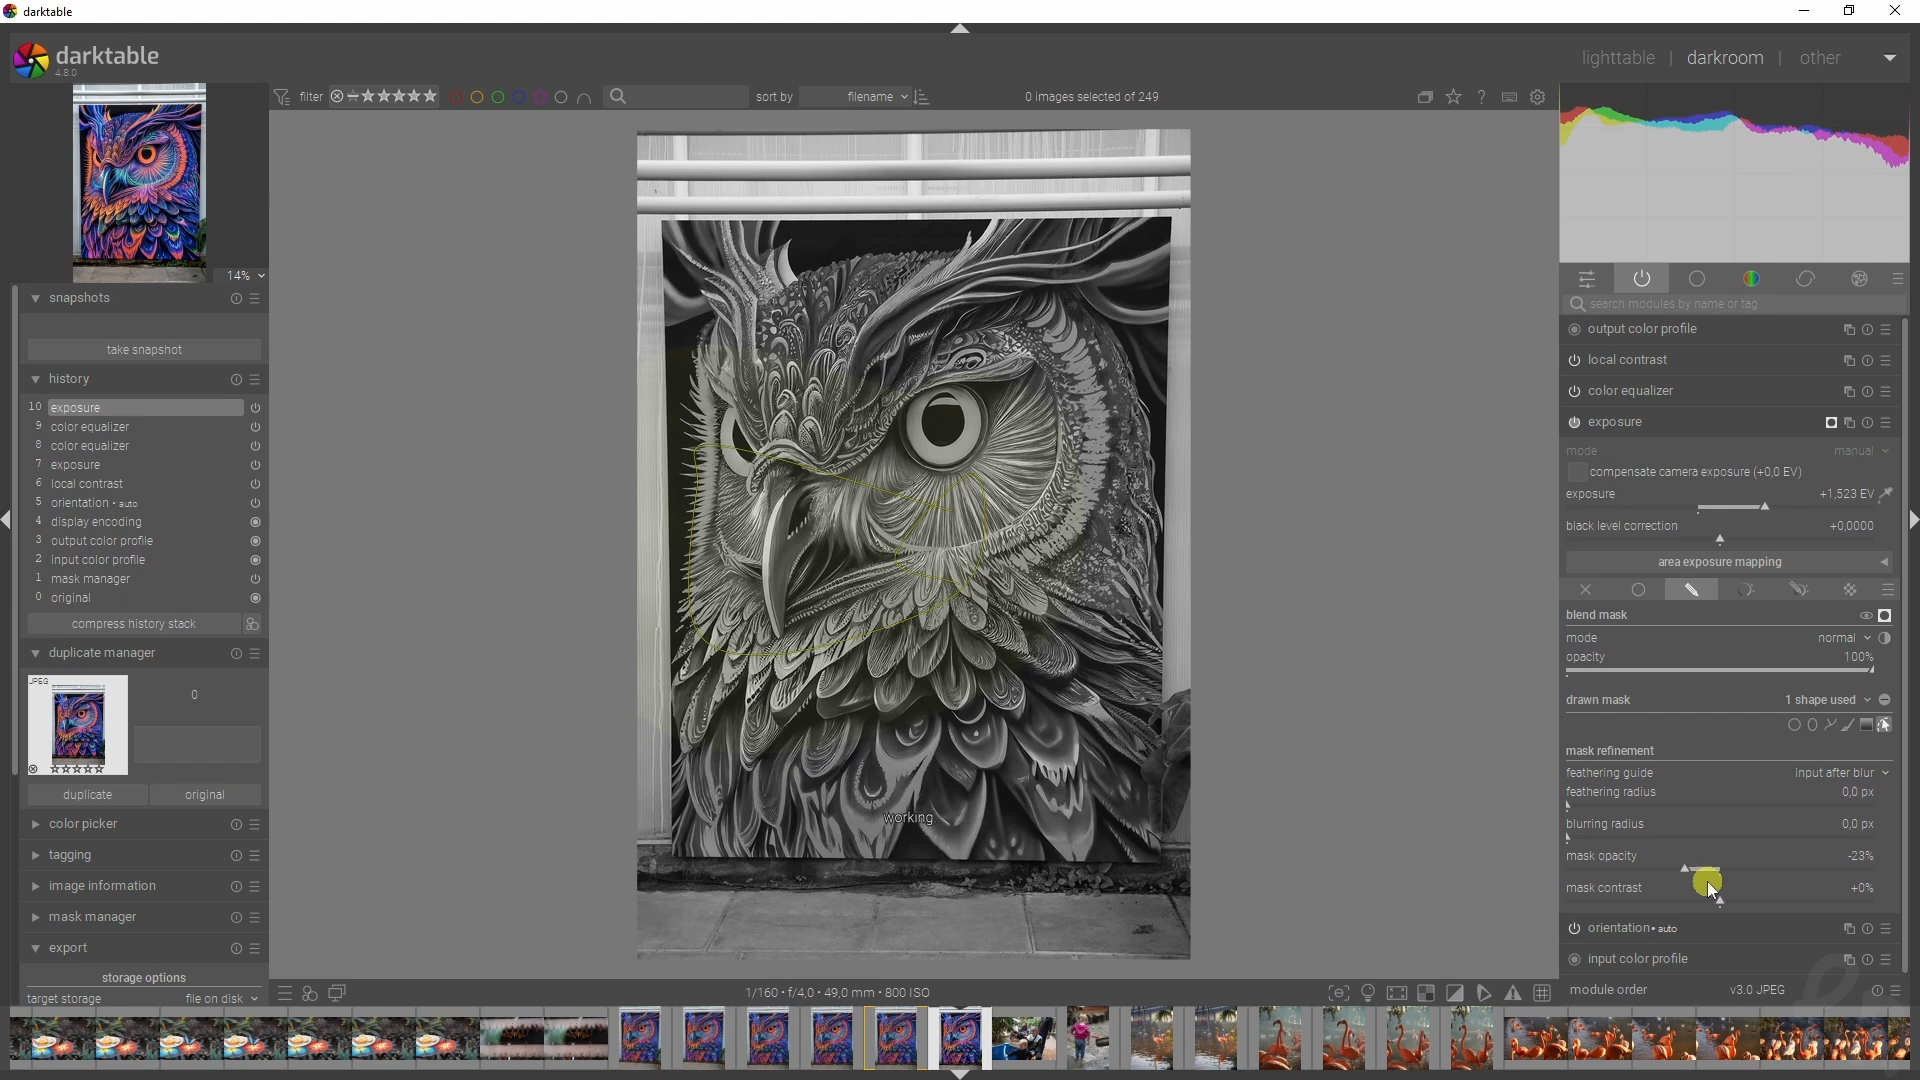 darktable
darktable
4.8.0
lighttable | darkroom | other
filter
sort by
filename
0 images selected of 249
14%
snapshots
take snapshot
history
10 exposure
9 color equalizer
8 color equalizer
7 exposure
6 local contrast
5 orientation • auto
4 display encoding
3 output color profile
2 input color profile
1 mask manager
0 original
compress history stack
duplicate manager
JPEG
0
duplicate
original
color picker
tagging
image information
mask manager
export
storage options
target storage
file on disk
working...
1/160 • f/4,0 • 49,0 mm • 800 ISO
search modules by name or tag
output color profile
local contrast
color equalizer
exposure
mode
manual
compensate camera exposure (+0,0 EV)
exposure
+1,523 EV
black level correction
+0,0000
area exposure mapping
blend mask
mode
normal
opacity
100%
drawn mask
1 shape used
mask refinement
feathering guide
input after blur
feathering radius
0,0 px
blurring radius
0,0 px
mask opacity
-23%
mask contrast
+0%
orientation • auto
input color profile
module order
v3.0 JPEG